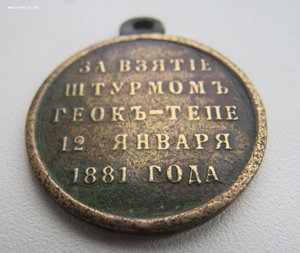 ЗА ВЗЯТІЕ
ШТУРМОМЪ
ГЕОКЪ-ТЕПЕ
12 ЯНВАРЯ
1881 ГОДА